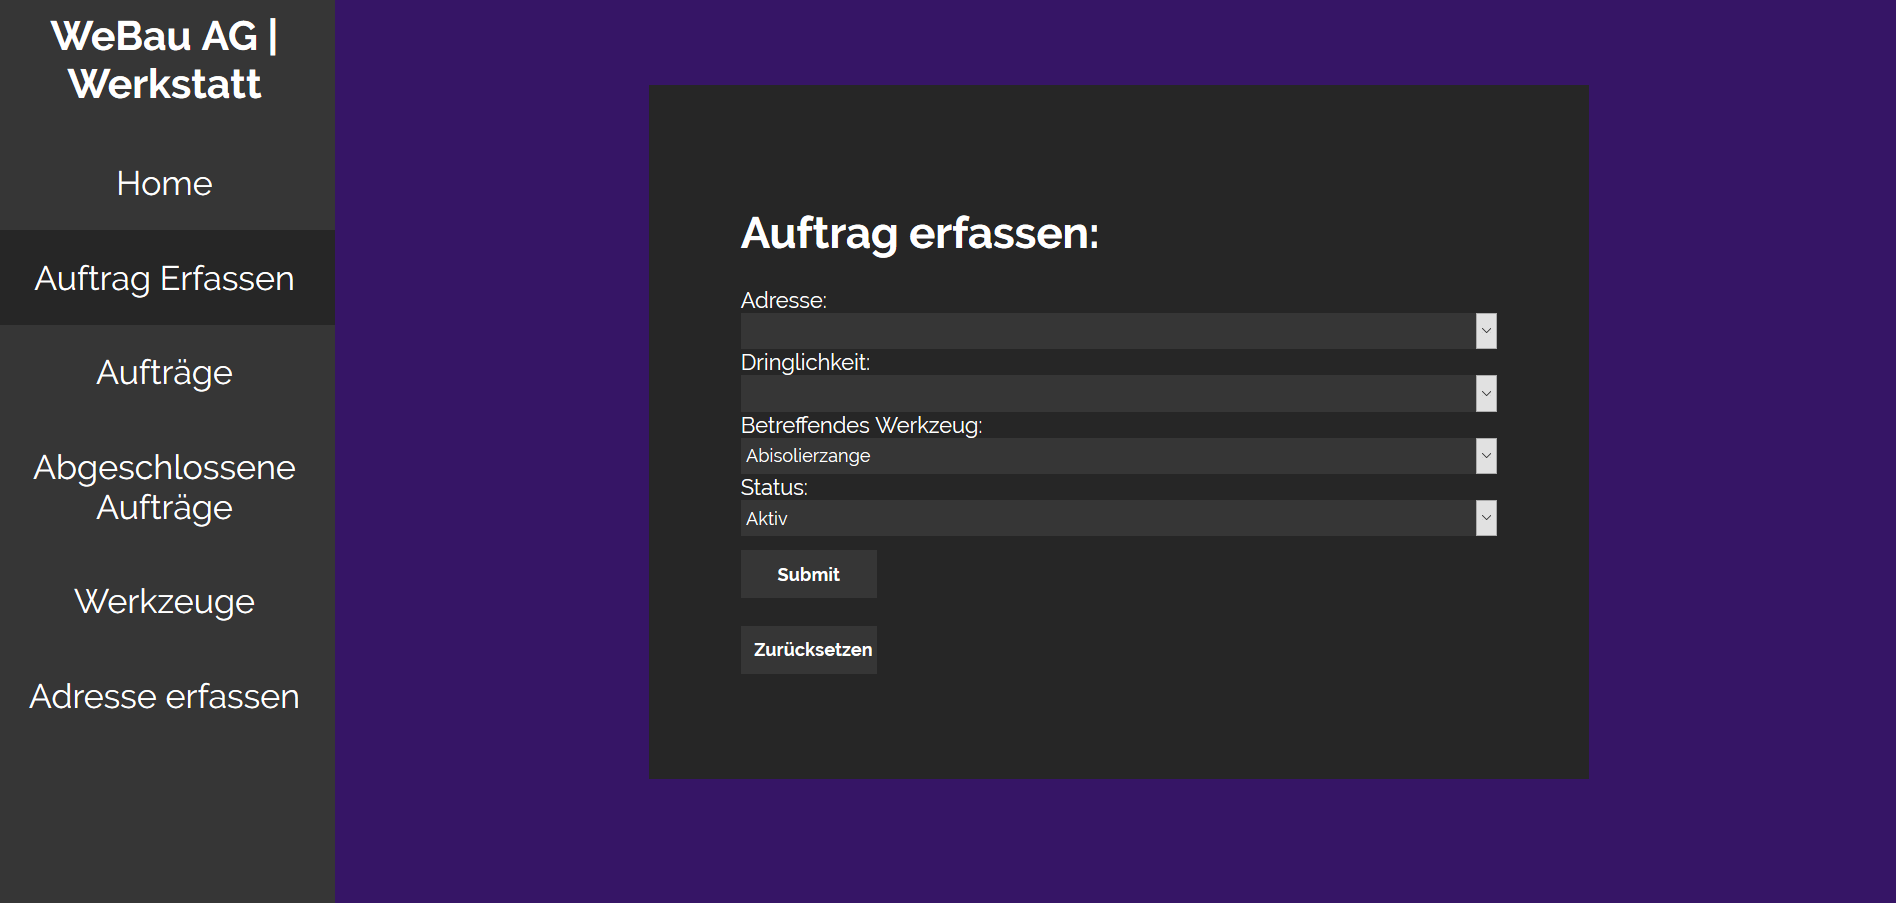 WeBau AG |
Werkstatt
Home
Auftrag Erfassen
Aufträge
Abgeschlossene
Aufträge
Werkzeuge
Adresse erfassen
Auftrag erfassen:
Adresse:
Dringlichkeit:
Betreffendes Werkzeug:
Abisolierzange
Status:
Aktiv
Submit
Zurücksetzen